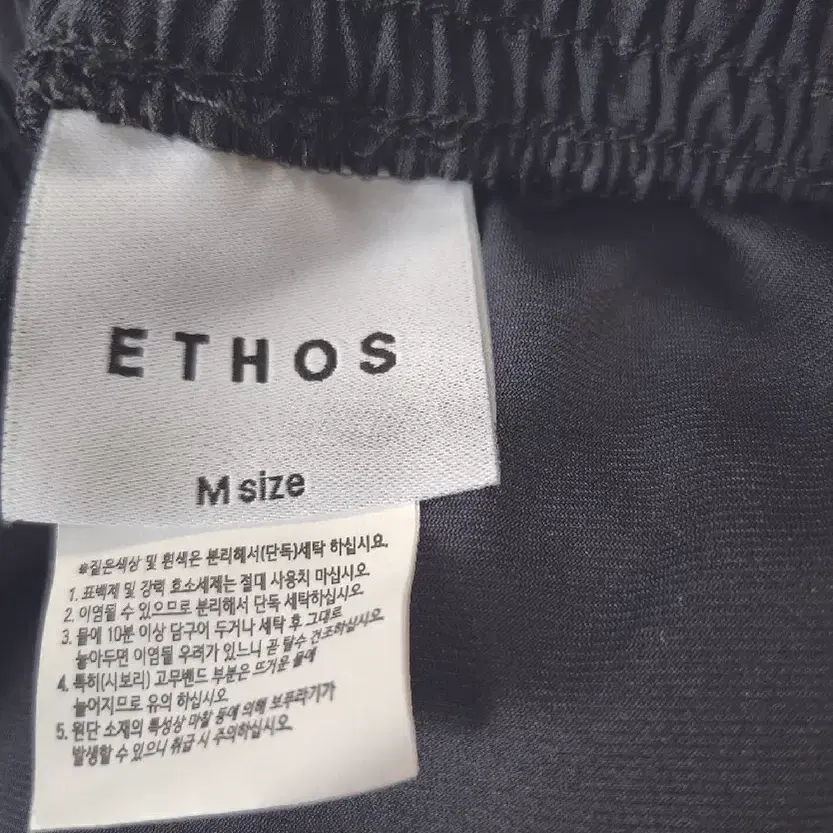 ETHOS
M size
※짙은색상 및 흰색은 분리해서(단독)세탁 하십시요.
1. 표백제 및 강력 효소세제는 절대 사용치 마십시오
2. 이염될 수 있으므로 분리해서 단독 세탁하십시오.
3. 물에 10분 이상 담구어 두거나 세탁 후 그대로
놓아두면 이염될 우려가 있느니 곧 탈수 건조하십시요.
4. 특히(시보리) 고무밴드 부분은 뜨거운 물에
늘어지므로 유의 하십시오.
5. 원단 소재의 특성상 마찰 등에 의해 보푸라기가
발생할 수 있으니 취급 시 주의하십시오.